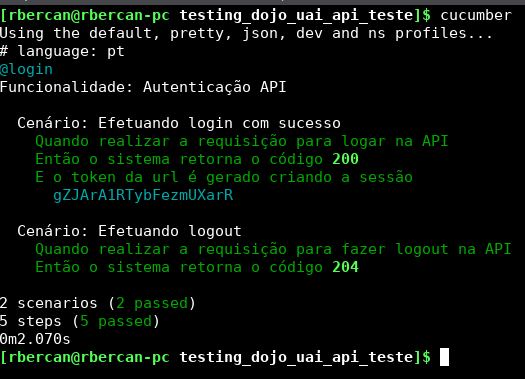 [rbercan@rbercan-pc testing_dojo_uai_api_teste]$ cucumber
Using the default, pretty, json, dev and ns profiles...
# language: pt
@login
Funcionalidade: Autenticação API
Cenário: Efetuando login com sucesso
Quando realizar a requisição para logar na API
Então o sistema retorna o código 200
E o token da url é gerado criando a sessão
gZJArA1RTybFezmUXarR
Cenário: Efetuando logout
Quando realizar a requisição para fazer logout na API
Então o sistema retorna o código 204
2 scenarios (2 passed)
5 steps (5 passed)
0m2.070s
[rbercan@rbercan-pc testing_dojo_uai_api_teste]$